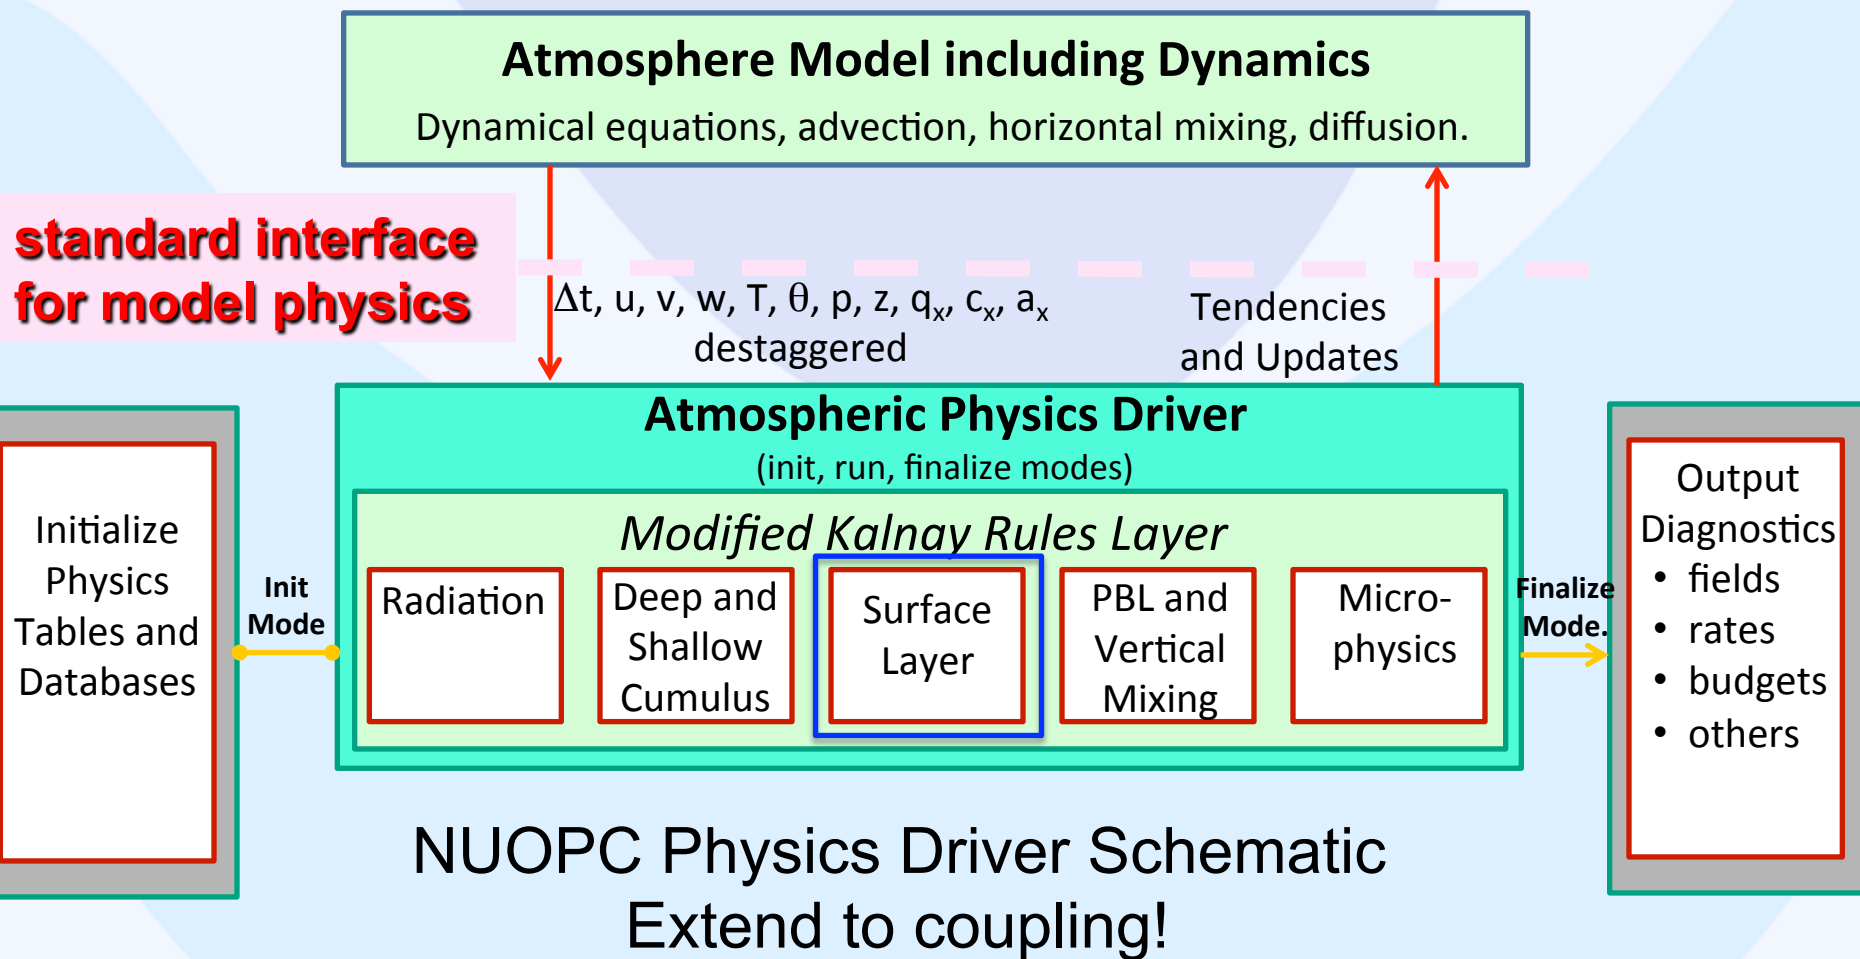 Atmosphere Model including Dynamics
Dynamical equations, advection, horizontal mixing, diffusion.
standard interface
for model physics
Δt, u, v, w, T, θ, p, z, qx, cx, ax
destaggered
Tendencies
and Updates
Atmospheric Physics Driver
(init, run, finalize modes)
Modified Kalnay Rules Layer
Initialize
Physics
Tables and
Databases
Init
Mode
Radiation
Deep and
Shallow
Cumulus
Surface
Layer
PBL and
Vertical
Mixing
Micro-
physics
Finalize
Mode.
Output
Diagnostics
• fields
• rates
• budgets
• others
NUOPC Physics Driver Schematic
Extend to coupling!